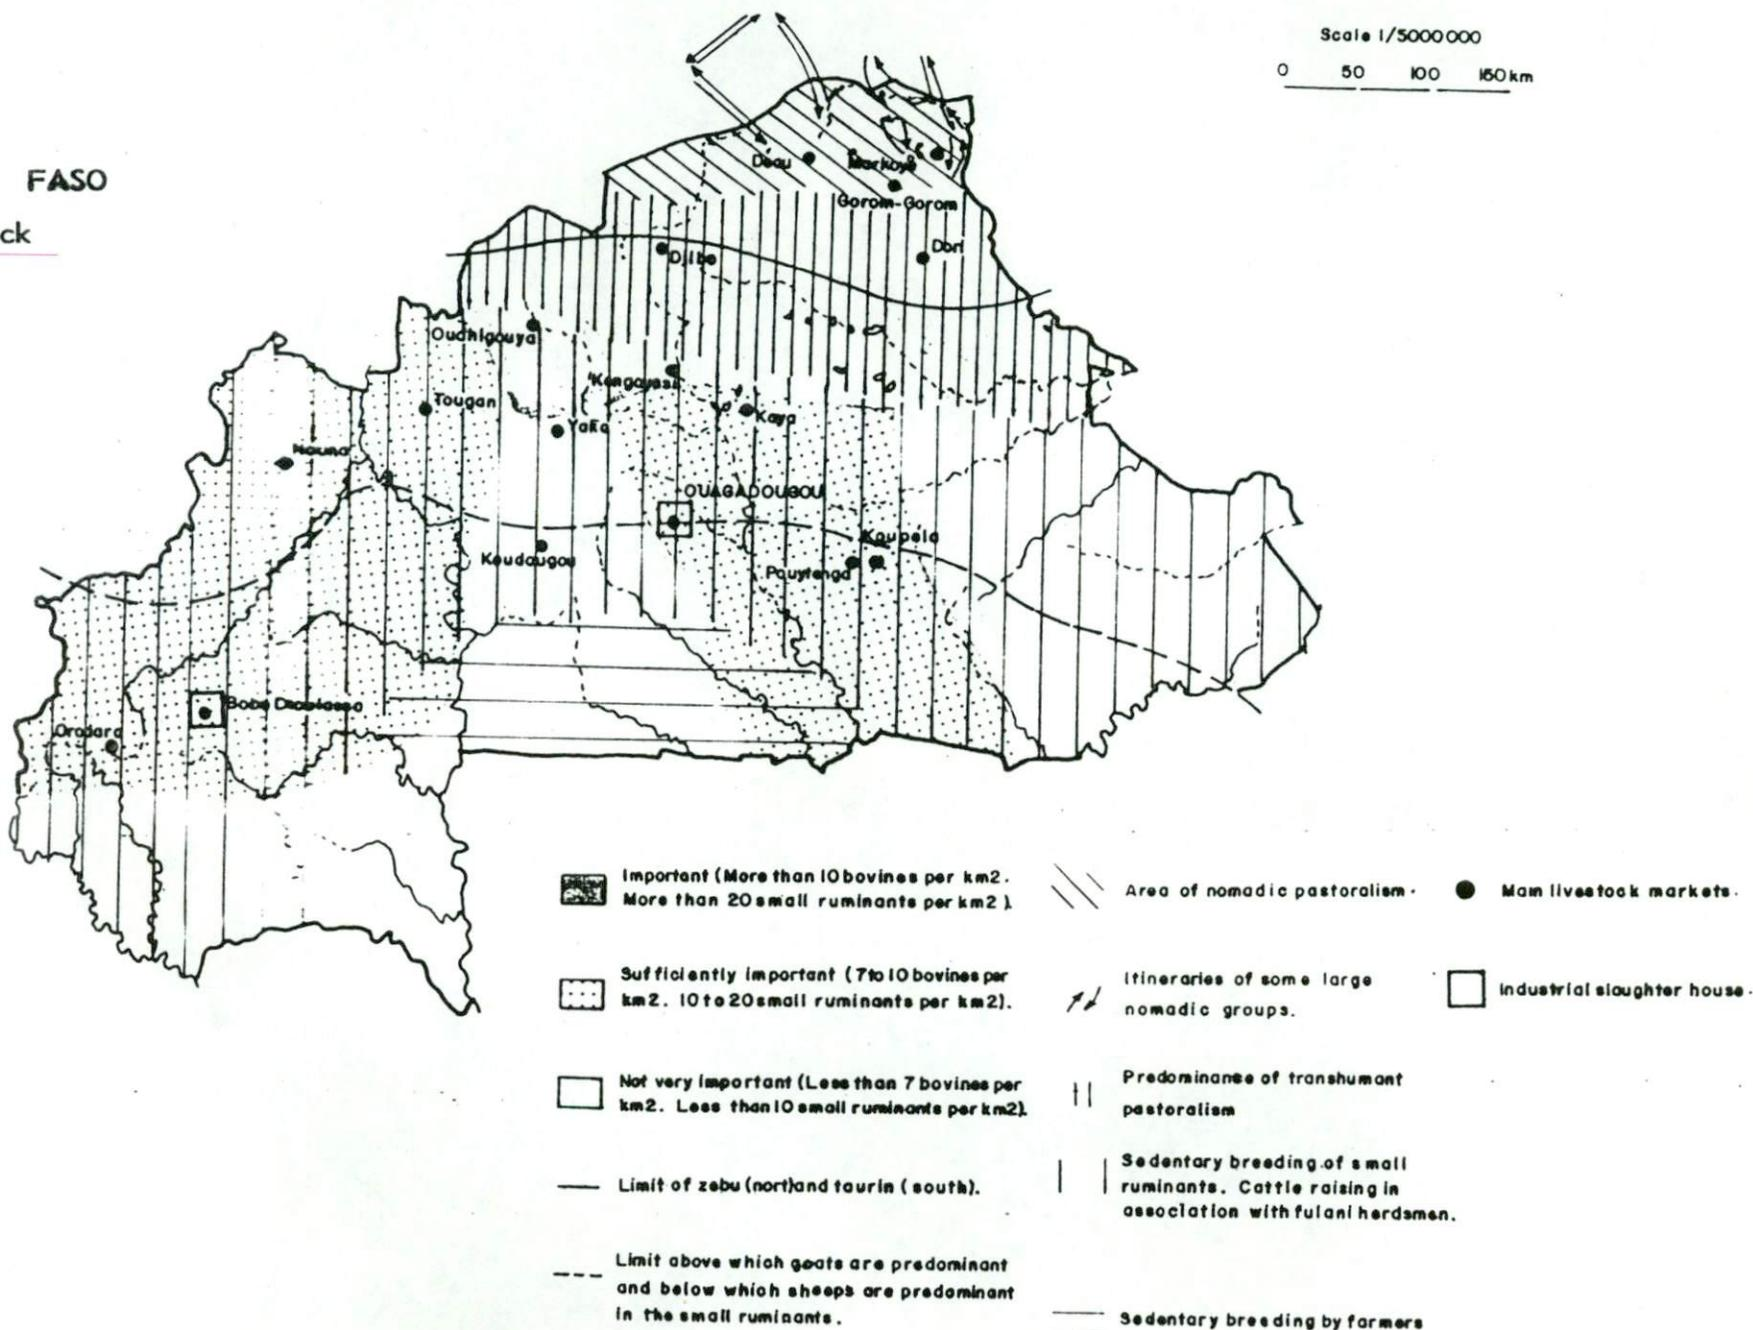 FASO
ck
Scale 1/5000000
0 50 100 150km
Markoye
Gorom-Gorom
Dori
Djibo
Ouahigouya
Kongoussi
Tougan
Kaya
Yako
Nouna
OUAGADOUGOU
Koupela
Koudougou
Pouytenga
Bobo Dioulasso
Orodara
Important (More than 10 bovines per km2.
More than 20 small ruminants per km2).
Sufficiently important (7 to 10 bovines per
km2. 10 to 20 small ruminants per km2).
Not very important (Less than 7 bovines per
km2. Less than 10 small ruminants per km2).
Limit of zebu (nort)and taurin (south).
Limit above which goats are predominant
and below which sheeps are predominant
in the small ruminants.
Area of nomadic pastoralism.
Itineraries of some large
nomadic groups.
Predominance of transhumant
pastoralism
Sedentary breeding of small
ruminants. Cattle raising in
association with fulani herdsmen.
Sedentary breeding by farmers
Main livestock markets.
Industrial slaughter house.